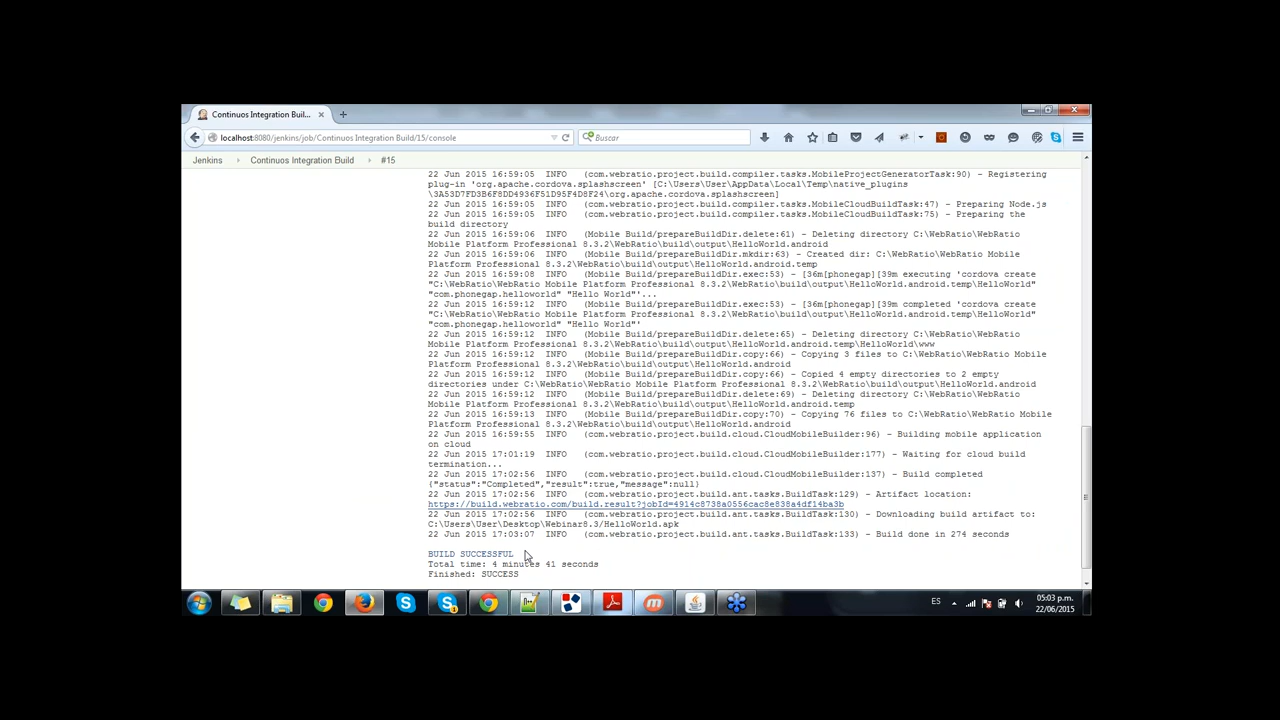 Continuos Integration Buil...
localhost:8080/jenkins/job/Continuos Integration Build/15/console
Buscar
Jenkins Continuos Integration Build #15
22 Jun 2015 16:59:05 INFO (com.webratio.project.build.compiler.tasks.MobileProjectGeneratorTask:90) - Registering
plug-in 'org.apache.cordova.splashscreen' [C:\Users\User\AppData\Local\Temp\native_plugins
\3A53D7FD3B6F8DD4936F51D95F4D8F24\org.apache.cordova.splashscreen]
22 Jun 2015 16:59:05 INFO (com.webratio.project.build.compiler.tasks.MobileCloudBuildTask:47) - Preparing Node.js
22 Jun 2015 16:59:05 INFO (com.webratio.project.build.compiler.tasks.MobileCloudBuildTask:75) - Preparing the
build directory
22 Jun 2015 16:59:06 INFO (Mobile Build/prepareBuildDir.delete:61) - Deleting directory C:\WebRatio\WebRatio
Mobile Platform Professional 8.3.2\WebRatio\build\output\HelloWorld.android
22 Jun 2015 16:59:06 INFO (Mobile Build/prepareBuildDir.mkdir:63) - Created dir: C:\WebRatio\WebRatio Mobile
Platform Professional 8.3.2\WebRatio\build\output\HelloWorld.android.temp
22 Jun 2015 16:59:08 INFO (Mobile Build/prepareBuildDir.exec:53) - [36m[phonegap][39m executing 'cordova create
"C:\WebRatio\WebRatio Mobile Platform Professional 8.3.2\WebRatio\build\output\HelloWorld.android.temp\HelloWorld"
"com.phonegap.helloworld" "Hello World"'...
22 Jun 2015 16:59:12 INFO (Mobile Build/prepareBuildDir.exec:53) - [36m[phonegap][39m completed 'cordova create
"C:\WebRatio\WebRatio Mobile Platform Professional 8.3.2\WebRatio\build\output\HelloWorld.android.temp\HelloWorld"
"com.phonegap.helloworld" "Hello World"'
22 Jun 2015 16:59:12 INFO (Mobile Build/prepareBuildDir.delete:65) - Deleting directory C:\WebRatio\WebRatio
Mobile Platform Professional 8.3.2\WebRatio\build\output\HelloWorld.android.temp\HelloWorld\www
22 Jun 2015 16:59:12 INFO (Mobile Build/prepareBuildDir.copy:66) - Copying 3 files to C:\WebRatio\WebRatio Mobile
Platform Professional 8.3.2\WebRatio\build\output\HelloWorld.android
22 Jun 2015 16:59:12 INFO (Mobile Build/prepareBuildDir.copy:66) - Copied 4 empty directories to 2 empty
directories under C:\WebRatio\WebRatio Mobile Platform Professional 8.3.2\WebRatio\build\output\HelloWorld.android
22 Jun 2015 16:59:12 INFO (Mobile Build/prepareBuildDir.delete:69) - Deleting directory C:\WebRatio\WebRatio
Mobile Platform Professional 8.3.2\WebRatio\build\output\HelloWorld.android.temp
22 Jun 2015 16:59:13 INFO (Mobile Build/prepareBuildDir.copy:70) - Copying 76 files to C:\WebRatio\WebRatio Mobile
Platform Professional 8.3.2\WebRatio\build\output\HelloWorld.android
22 Jun 2015 16:59:55 INFO (com.webratio.project.build.cloud.CloudMobileBuilder:96) - Building mobile application
on cloud
22 Jun 2015 17:01:19 INFO (com.webratio.project.build.cloud.CloudMobileBuilder:177) - Waiting for cloud build
termination...
22 Jun 2015 17:02:56 INFO (com.webratio.project.build.cloud.CloudMobileBuilder:137) - Build completed
{"status":"Completed","result":true,"message":null}
22 Jun 2015 17:02:56 INFO (com.webratio.project.build.ant.tasks.BuildTask:129) - Artifact location:
https://build.webratio.com/build.result?jobId=4914c8738a0556cac8e838a4df14ba3b
22 Jun 2015 17:02:56 INFO (com.webratio.project.build.ant.tasks.BuildTask:130) - Downloading build artifact to:
C:\Users\User\Desktop\Webinar8.3/HelloWorld.apk
22 Jun 2015 17:03:07 INFO (com.webratio.project.build.ant.tasks.BuildTask:133) - Build done in 274 seconds
BUILD SUCCESSFUL
Total time: 4 minutes 41 seconds
Finished: SUCCESS
ES
05:03 p.m.
22/06/2015